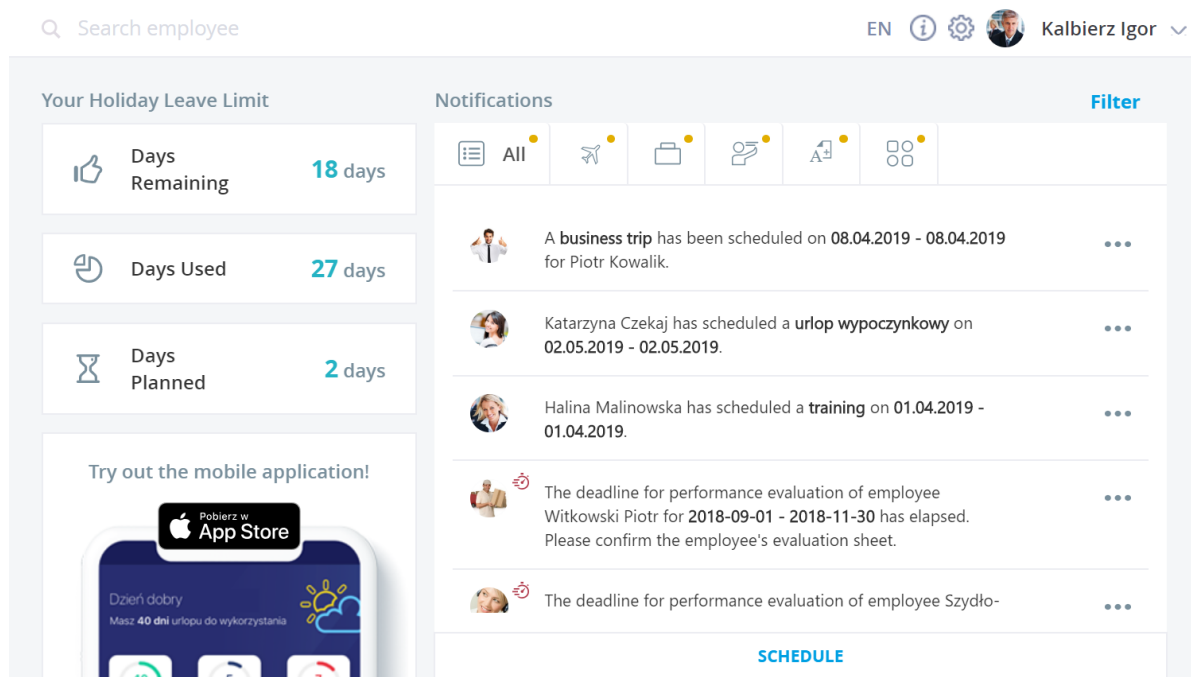 Search employee
EN
Kalbierz Igor
Your Holiday Leave Limit
Days
Remaining
18 days
Days Used
27 days
Days
Planned
2 days
Try out the mobile application!
Pobierz w
App Store
Dzień dobry
Masz 40 dni urlopu do wykorzystania
Notifications
Filter
All
A business trip has been scheduled on 08.04.2019 - 08.04.2019
for Piotr Kowalik.
Katarzyna Czekaj has scheduled a urlop wypoczynkowy on
02.05.2019 - 02.05.2019.
Halina Malinowska has scheduled a training on 01.04.2019 -
01.04.2019.
The deadline for performance evaluation of employee
Witkowski Piotr for 2018-09-01 - 2018-11-30 has elapsed.
Please confirm the employee's evaluation sheet.
The deadline for performance evaluation of employee Szydło-
SCHEDULE